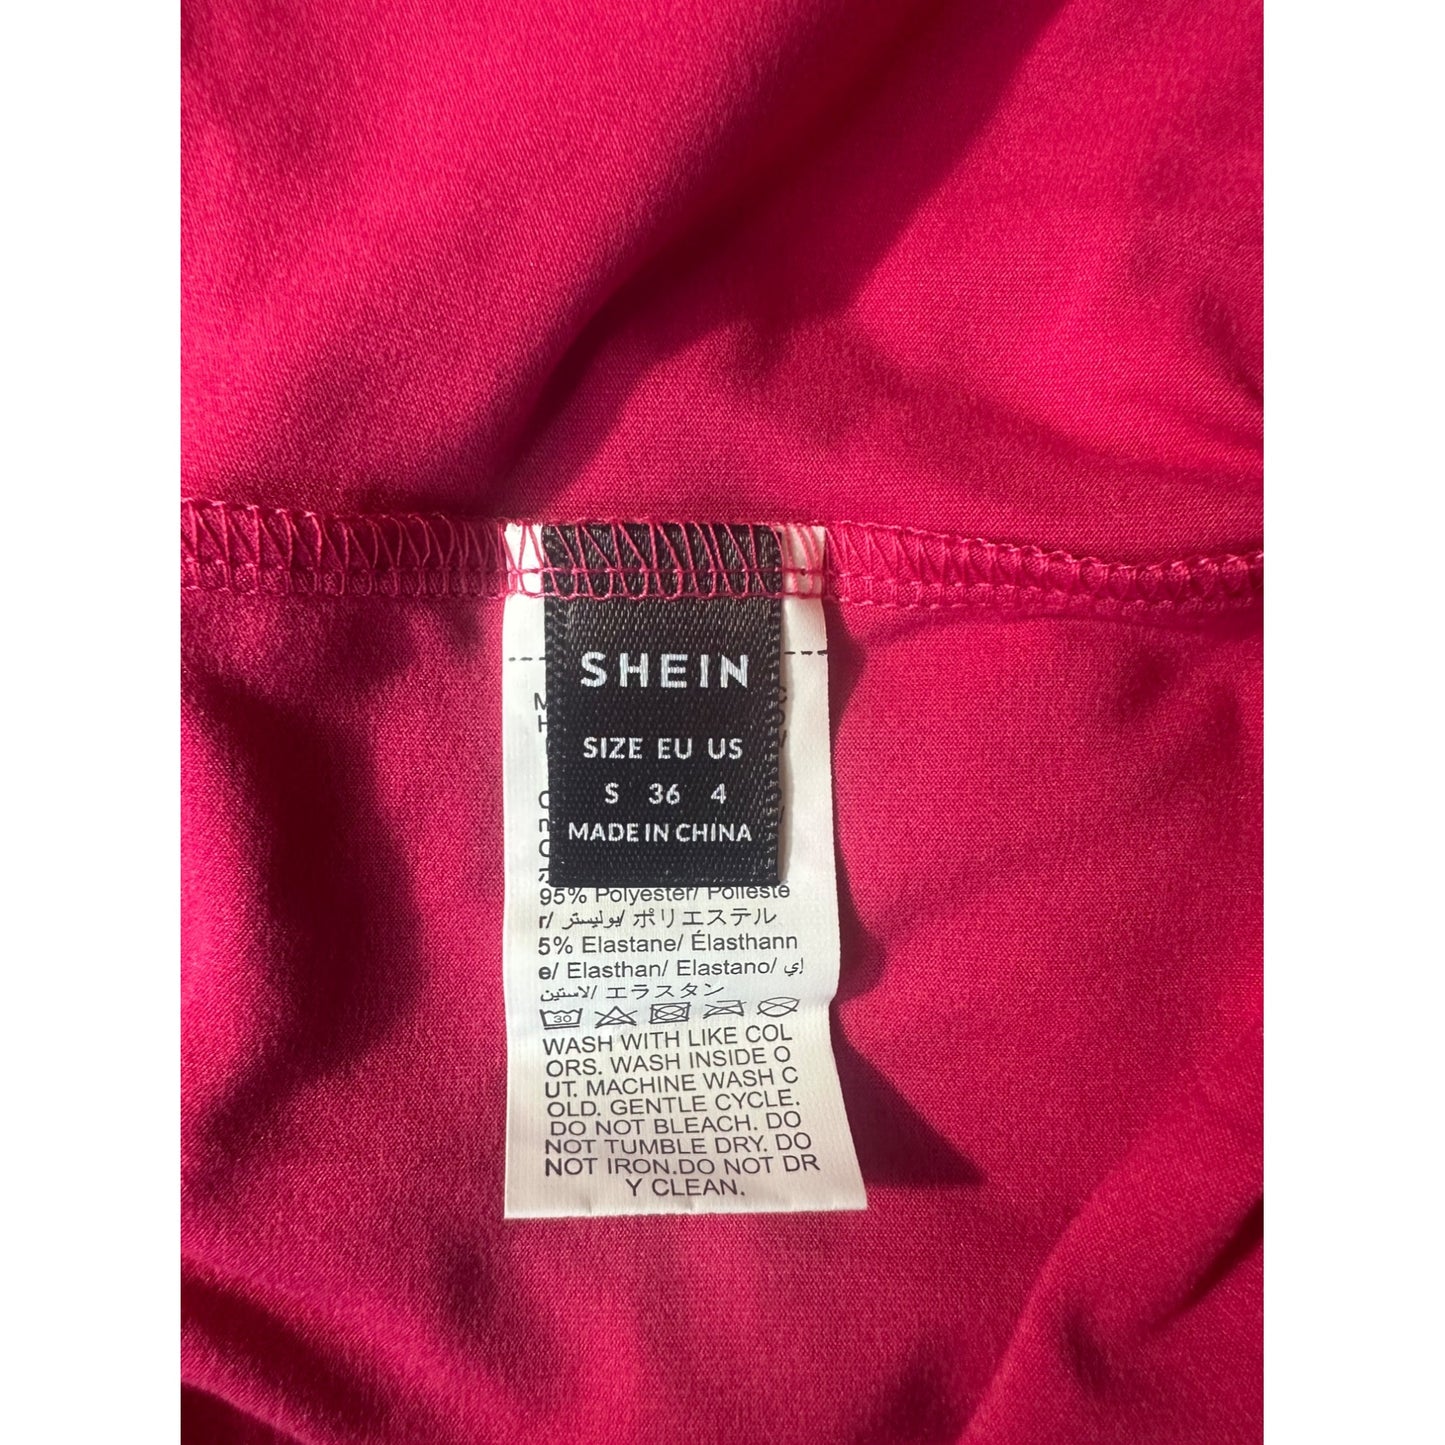 SHEIN
SIZE EU US
S 36 4
MADE IN CHINA
95% Polyester/ Polieste
r/ بوليستر/ ポリエステル
5% Elastane/ Élasthann
e/ Elasthan/ Elastano/ إي
لاستين/ エラスタン
30
WASH WITH LIKE COL
ORS. WASH INSIDE O
UT. MACHINE WASH C
OLD. GENTLE CYCLE.
DO NOT BLEACH. DO
NOT TUMBLE DRY. DO
NOT IRON.DO NOT DR
Y CLEAN.